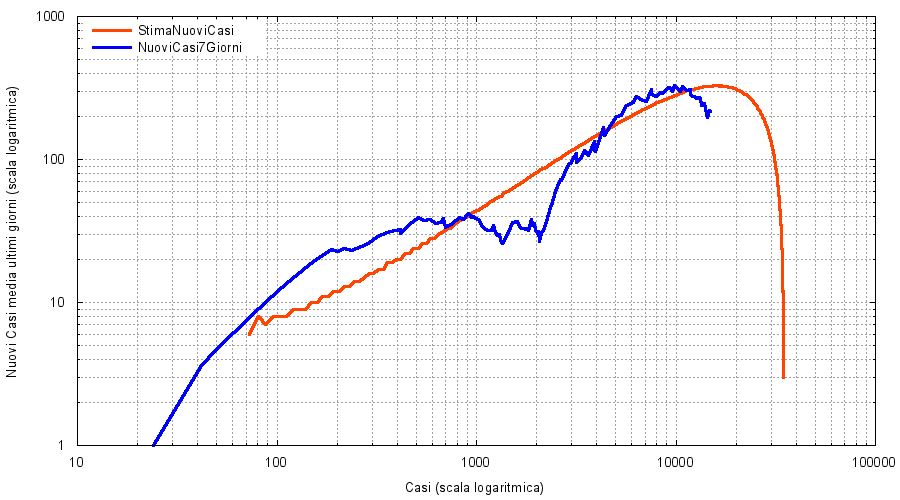 1000
StimaNuoviCasi
NuoviCasi7Giorni
100
10
1
Nuovi Casi media ultimi giorni (scala logaritmica)
10 100 1000 10000 100000
Casi (scala logaritmica)